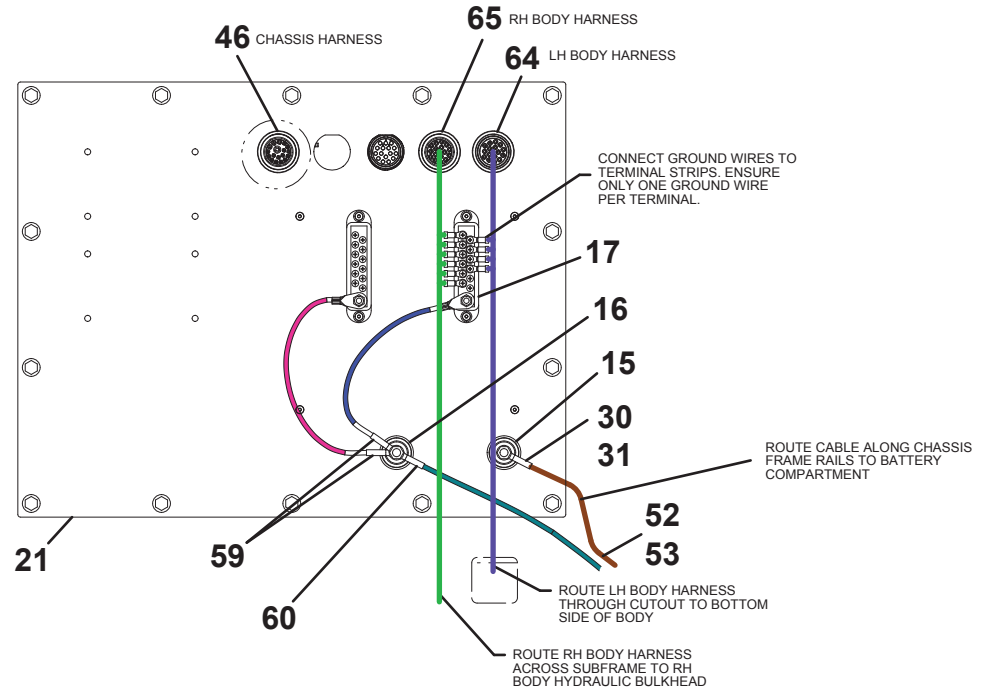 65 RH BODY HARNESS
46 CHASSIS HARNESS
64 LH BODY HARNESS
CONNECT GROUND WIRES TO
TERMINAL STRIPS. ENSURE
ONLY ONE GROUND WIRE
PER TERMINAL.
17
16
15
30
31
ROUTE CABLE ALONG CHASSIS
FRAME RAILS TO BATTERY
COMPARTMENT
52
53
21
59
60
ROUTE LH BODY HARNESS
THROUGH CUTOUT TO BOTTOM
SIDE OF BODY
ROUTE RH BODY HARNESS
ACROSS SUBFRAME TO RH
BODY HYDRAULIC BULKHEAD